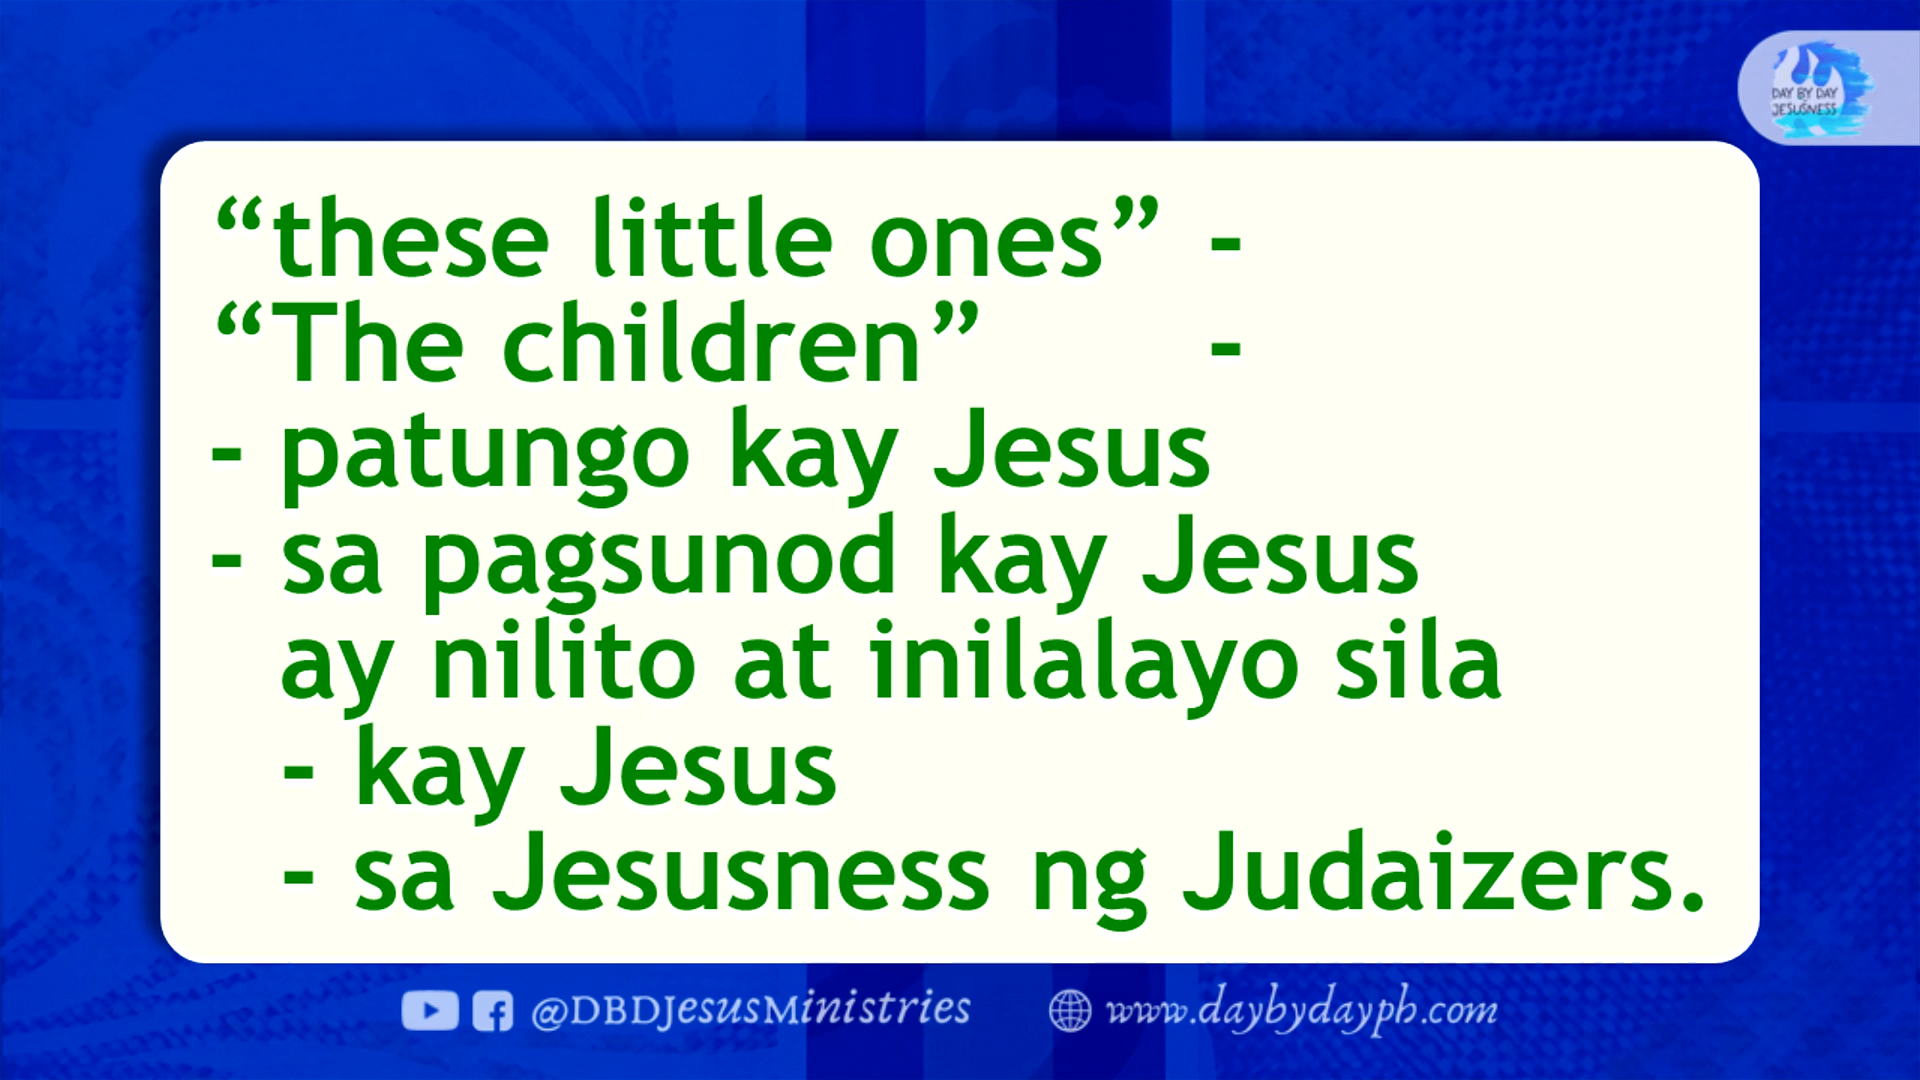 DAY BY DAY
JESUSNESS
“these little ones” -
“The children” -
- patungo kay Jesus
- sa pagsunod kay Jesus
ay nilito at inilalayo sila
- kay Jesus
- sa Jesusness ng Judaizers.
@DBDJesusMinistries www.daybydayph.com